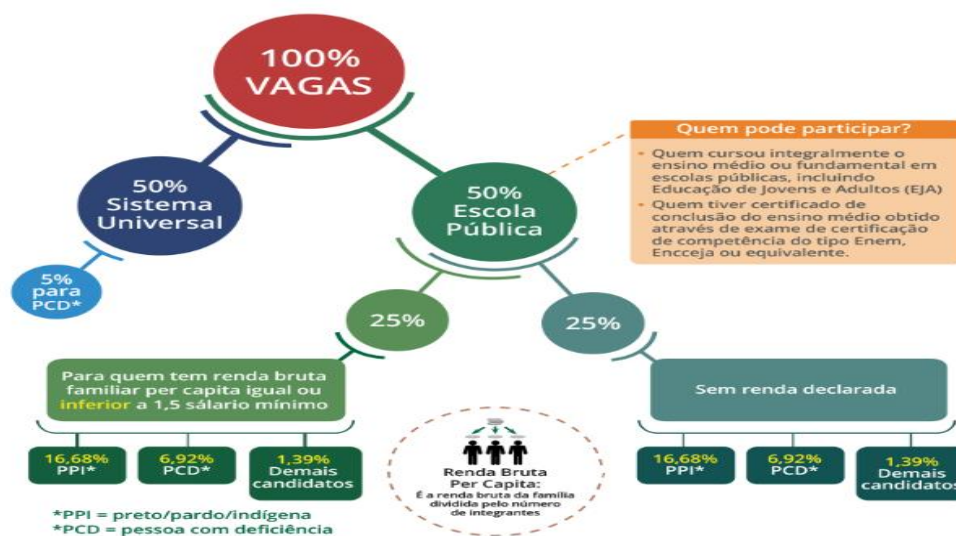 100%
VAGAS
50%
Sistema
Universal
5%
para
PCD*
50%
Escola
Pública
Quem pode participar?
• Quem cursou integralmente o
ensino médio ou fundamental em
escolas públicas, incluindo
Educação de Jovens e Adultos (EJA)
• Quem tiver certificado de
conclusão do ensino médio obtido
através de exame de certificação
de competência do tipo Enem,
Encceja ou equivalente.
25%
25%
Para quem tem renda bruta
familiar per capita igual ou
inferior a 1,5 sálario mínimo
16,68%
PPI*
6,92%
PCD*
1,39%
Demais
candidatos
Sem renda declarada
16,68%
PPI*
6,92%
PCD*
1,39%
Demais
candidatos
Renda Bruta
Per Capita:
É a renda bruta da família
dividida pelo número
de integrantes
*PPI = preto/pardo/indígena
*PCD = pessoa com deficiência